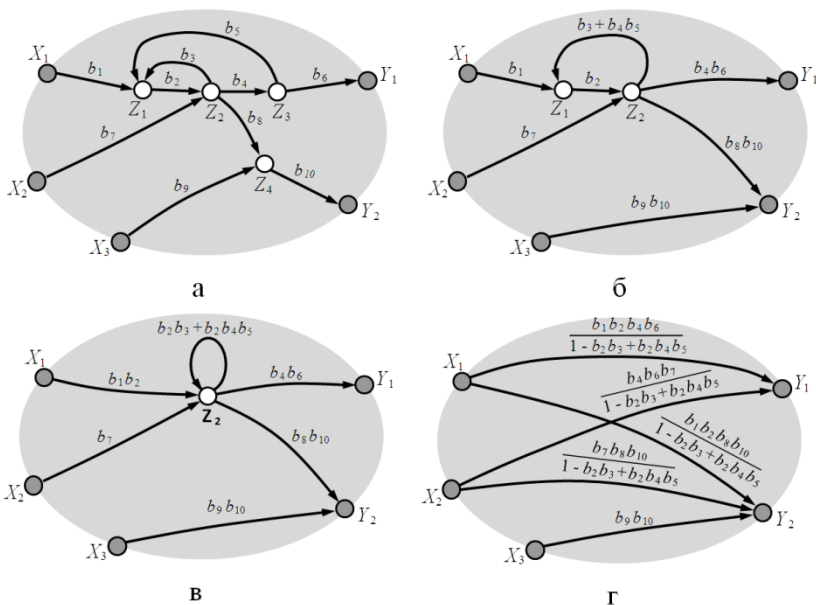 b₅
X₁
b₁
b₃
b₂
b₄
b₆
Y₁
Z₁
Z₂
Z₃
b₇
b₈
X₂
b₉
Z₄
b₁₀
Y₂
X₃
а
b₃ + b₄b₅
X₁
b₁
b₂
b₄b₆
Y₁
Z₁
Z₂
b₇
b₈b₁₀
X₂
b₉b₁₀
Y₂
X₃
б
b₂b₃ + b₂b₄b₅
X₁
b₁b₂
b₄b₆
Y₁
Z₂
b₇
b₈b₁₀
X₂
b₉b₁₀
Y₂
X₃
в
b₁b₂b₄b₆
1 - b₂b₃ + b₂b₄b₅
X₁
b₄b₆b₇
1 - b₂b₃ + b₂b₄b₅
Y₁
b₁b₂b₈b₁₀
1 - b₂b₃ + b₂b₄b₅
b₇b₈b₁₀
1 - b₂b₃ + b₂b₄b₅
X₂
b₉b₁₀
Y₂
X₃
г